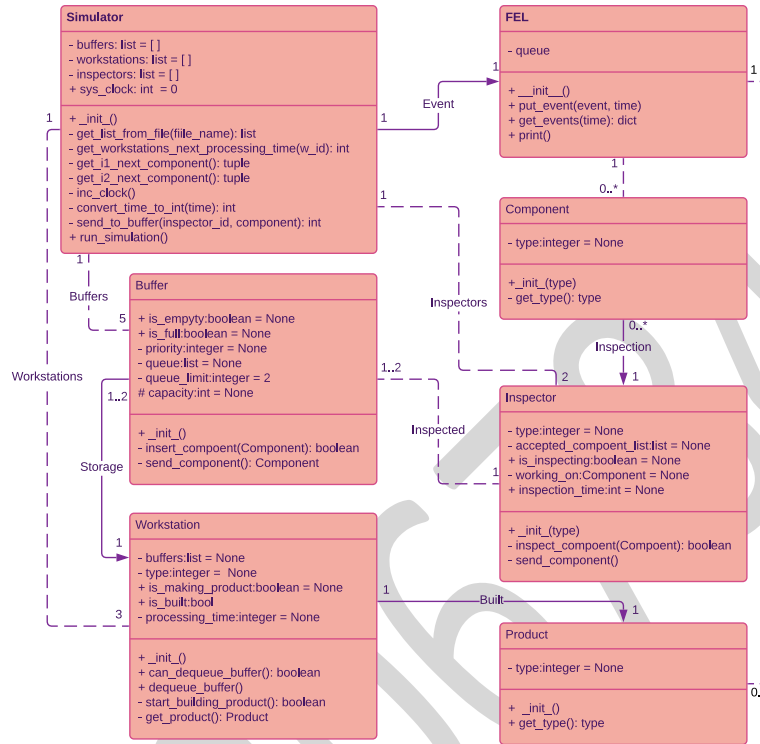 Simulator
- buffers: list = [ ]
- workstations: list = [ ]
- inspectors: list = [ ]
+ sys_clock: int  = 0
+ _init_()
- get_list_from_file(fiile_name): list
- get_workstations_next_processing_time(w_id): int
- get_i1_next_component(): tuple
- get_i2_next_component(): tuple
- inc_clock()
- convert_time_to_int(time): int
- send_to_buffer(inspector_id, component): int
+ run_simulation()
FEL
- queue
+ __init__()
+ put_event(event, time)
+ get_events(time): dict
+ print()
1
Event
1
1
1
1
1
0..*
Component
- type:integer = None
+_init_(type)
- get_type(): type
1
Buffers
5
Buffer
+ is_empyty:boolean = None
+ is_full:boolean = None
- priority:integer = None
- queue:list = None
- queue_limit:integer = 2
# capacity:int = None
+ _init_()
- insert_compoent(Component): boolean
- send_component(): Component
Inspectors
2
0..*
Inspection
1
Workstations
3
1..2
Storage
1
1..2
Inspected
1
Inspector
- type:integer = None
- accepted_compoent_list:list = None
+ is_inspecting:boolean = None
- working_on:Component = None
+ inspection_time:int = None
+ _init_(type)
- inspect_compoent(Compoent): boolean
- send_component()
Workstation
- buffers:list = None
- type:integer =  None
+ is_making_product:boolean = None
+ is_built:bool
- processing_time:integer = None
+ _init_()
+ can_dequeue_buffer(): boolean
+ dequeue_buffer()
- start_building_product(): boolean
- get_product(): Product
1
Built
1
Product
- type:integer = None
+  _init_()
+ get_type(): type
0.